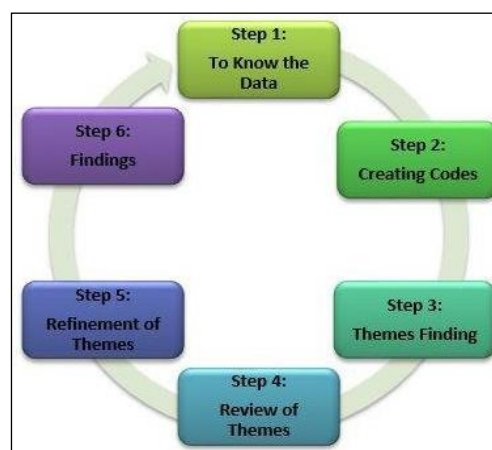 Step 1:
To Know the
Data
Step 2:
Creating Codes
Step 3:
Themes Finding
Step 4:
Review of
Themes
Step 5:
Refinement of
Themes
Step 6:
Findings